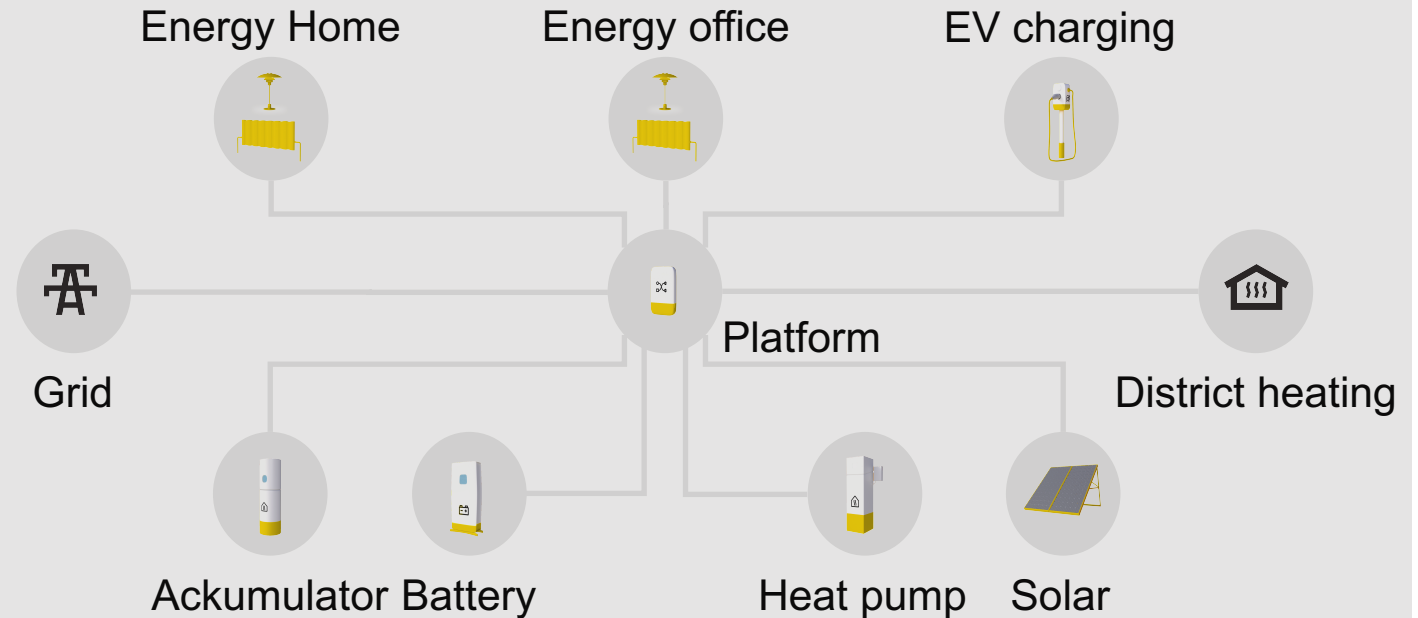 Energy Home
Energy office
EV charging
Platform
Grid
District heating
Ackumulator
Battery
Heat pump
Solar